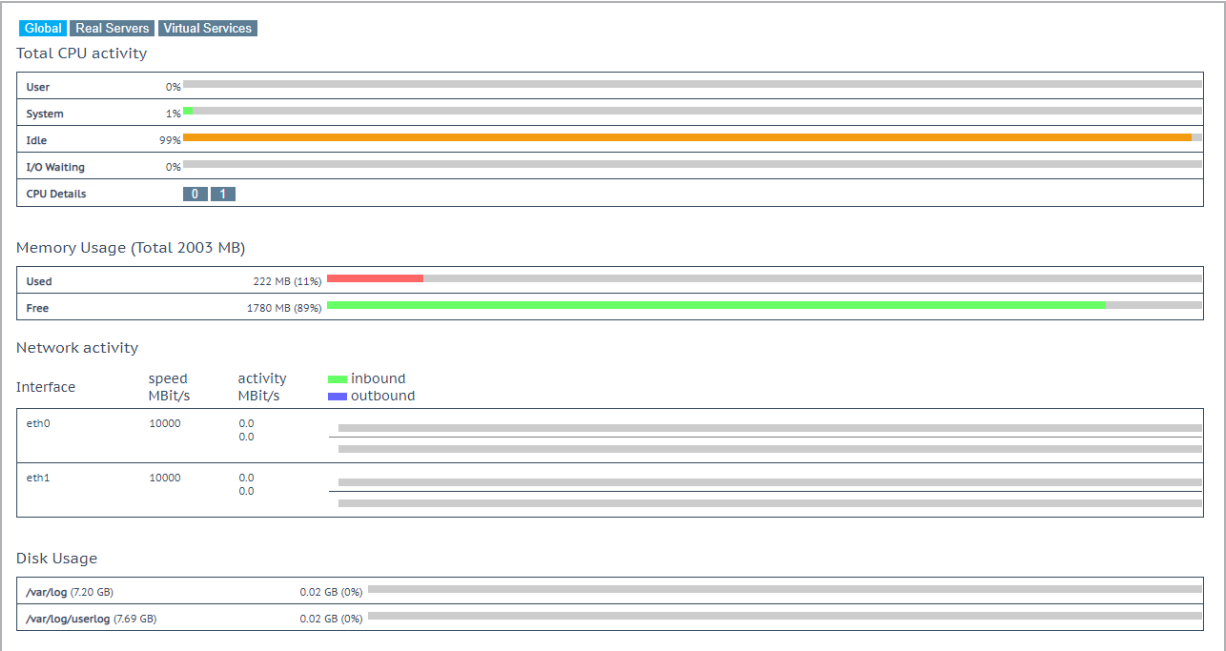 Global Real Servers Virtual Services
Total CPU activity
User 0%
System 1%
Idle 99%
I/O Waiting 0%
CPU Details 0 1
Memory Usage (Total 2003 MB)
Used 222 MB (11%)
Free 1780 MB (89%)
Network activity
Interface speed MBit/s activity MBit/s inbound outbound
eth0 10000 0.0
0.0
eth1 10000 0.0
0.0
Disk Usage
/var/log (7.20 GB) 0.02 GB (0%)
/var/log/userlog (7.69 GB) 0.02 GB (0%)